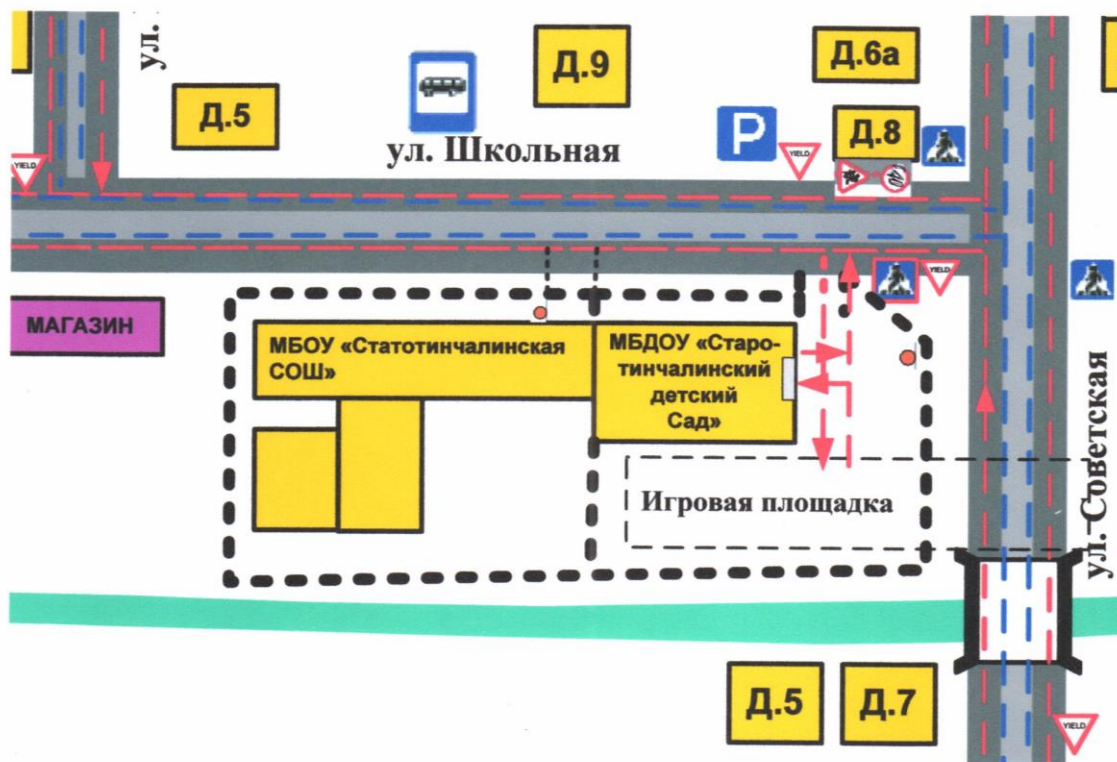 ул.
Д.5
Д.9
Д.6а
Д.8
P
YIELD
YIELD
40
ул. Школьная
МАГАЗИН
МБОУ «Статотинчалинская
СОШ»
МБДОУ «Старо-
тинчалинский
детский
Сад»
YIELD
Игровая площадка
ул. Советская
Д.5
Д.7
YIELD